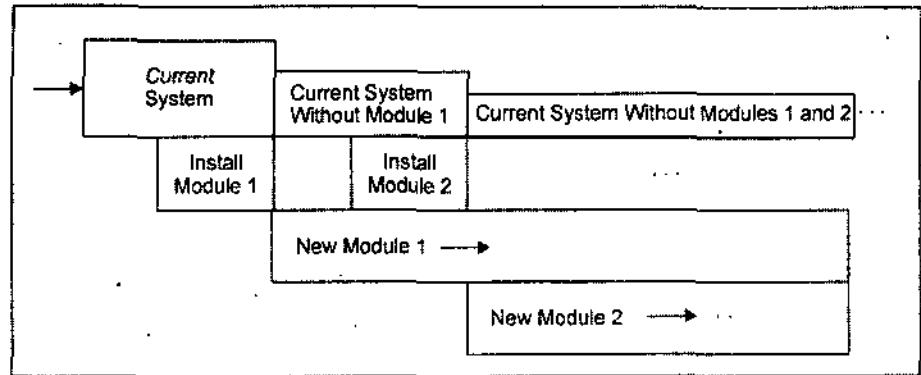 Current
System
Current System
Without Module 1
Current System Without Modules 1 and 2 ...
Install
Module 1
Install
Module 2
...
New Module 1
New Module 2 ...